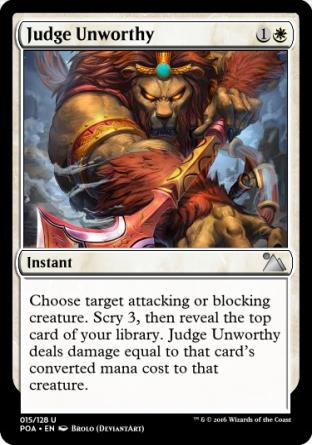 Judge Unworthy 1
Instant
Choose target attacking or blocking
creature. Scry 3, then reveal the top
card of your library. Judge Unworthy
deals damage equal to that card's
converted mana cost to that
creature.
015/128 U
POA • EN Brolo (DeviantArt)
™ & © 2016 Wizards of the Coast